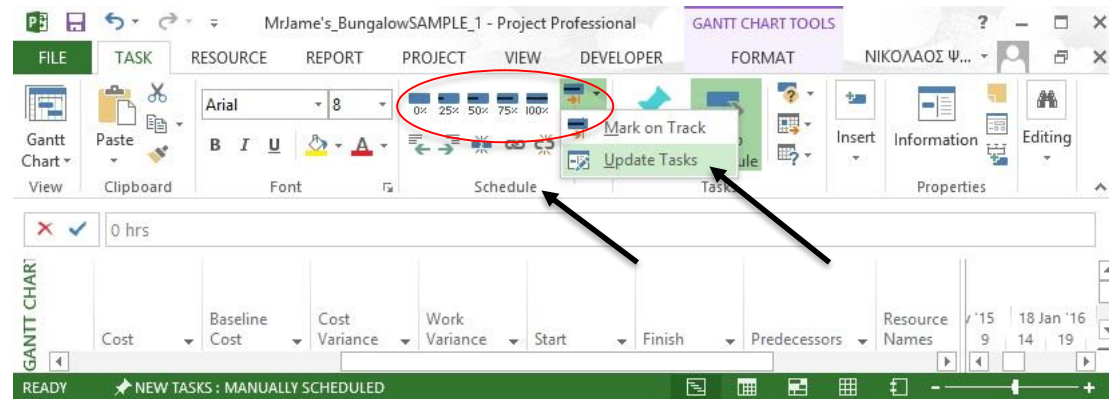 MrJame's_BungalowSAMPLE_1 - Project Professional
GANTT CHART TOOLS
?
FILE TASK RESOURCE REPORT PROJECT VIEW DEVELOPER FORMAT ΝΙΚΟΛΑΟΣ Ψ...
Arial 8
0% 25% 50% 75% 100%
Mark on Track
Update Tasks
Gantt Chart
Paste
B I U A
Insert
Information
Editing
View Clipboard Font Schedule Tasks Properties
0 hrs
GANTT CHART
Cost
Baseline Cost
Cost Variance
Work Variance
Start
Finish
Predecessors
Resource Names
'15 18 Jan '16
9 14 19
READY NEW TASKS : MANUALLY SCHEDULED